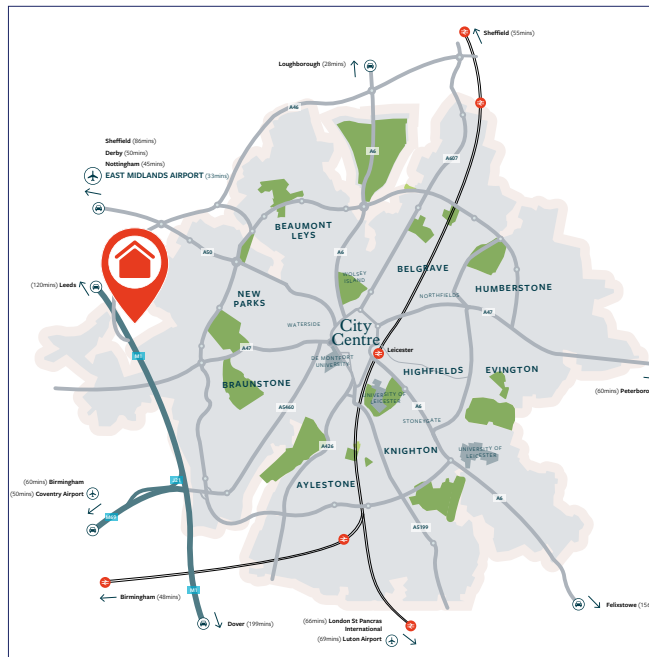 Sheffield (55mins)
Loughborough (28mins)
A46
A6
A607
Sheffield (86mins)
Derby (50mins)
Nottingham (45mins)
EAST MIDLANDS AIRPORT (33mins)
BEAUMONT
LEYS
A50
A6
WOLSEY
ISLAND
BELGRAVE
(120mins) Leeds
NEW
PARKS
NORTHFIELDS
HUMBERSTONE
WATERSIDE
City
Centre
A47
M1
A47
DE MONTFORT
UNIVERSITY
Leicester
HIGHFIELDS
EVINGTON
BRAUNSTONE
UNIVERSITY OF
LEICESTER
(60mins) Peterboro
A5460
A6
STONEYGATE
A426
KNIGHTON
UNIVERSITY OF
LEICESTER
(60mins) Birmingham
(50mins) Coventry Airport
J21
AYLESTONE
A6
M69
A5199
M1
Birmingham (48mins)
Dover (199mins)
(66mins) London St Pancras
International
(69mins) Luton Airport
Felixstowe (156